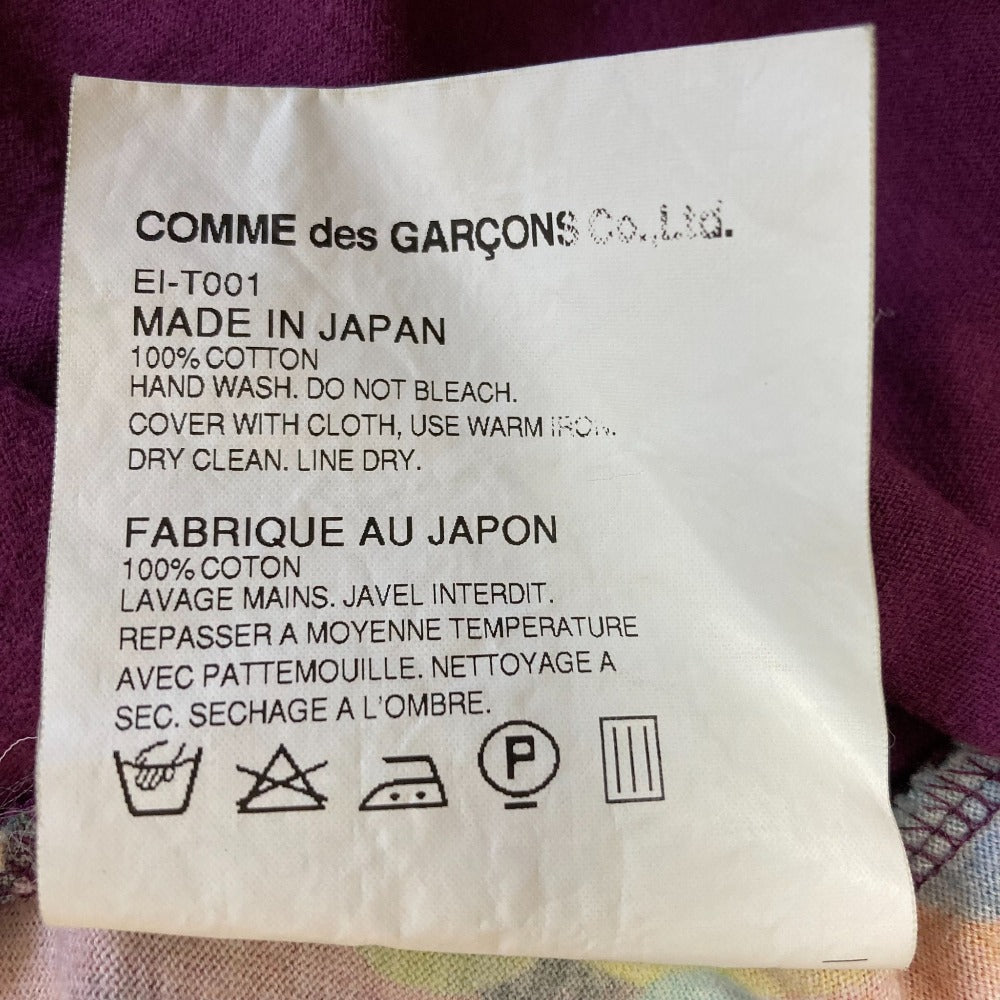 COMME des GARÇONS Co.,Ltd.
EI-T001
MADE IN JAPAN
100% COTTON
HAND WASH. DO NOT BLEACH.
COVER WITH CLOTH, USE WARM IRON.
DRY CLEAN. LINE DRY.
FABRIQUE AU JAPON
100% COTON
LAVAGE MAINS. JAVEL INTERDIT.
REPASSER A MOYENNE TEMPERATURE
AVEC PATTEMOUILLE. NETTOYAGE A
SEC. SECHAGE A L'OMBRE.
P